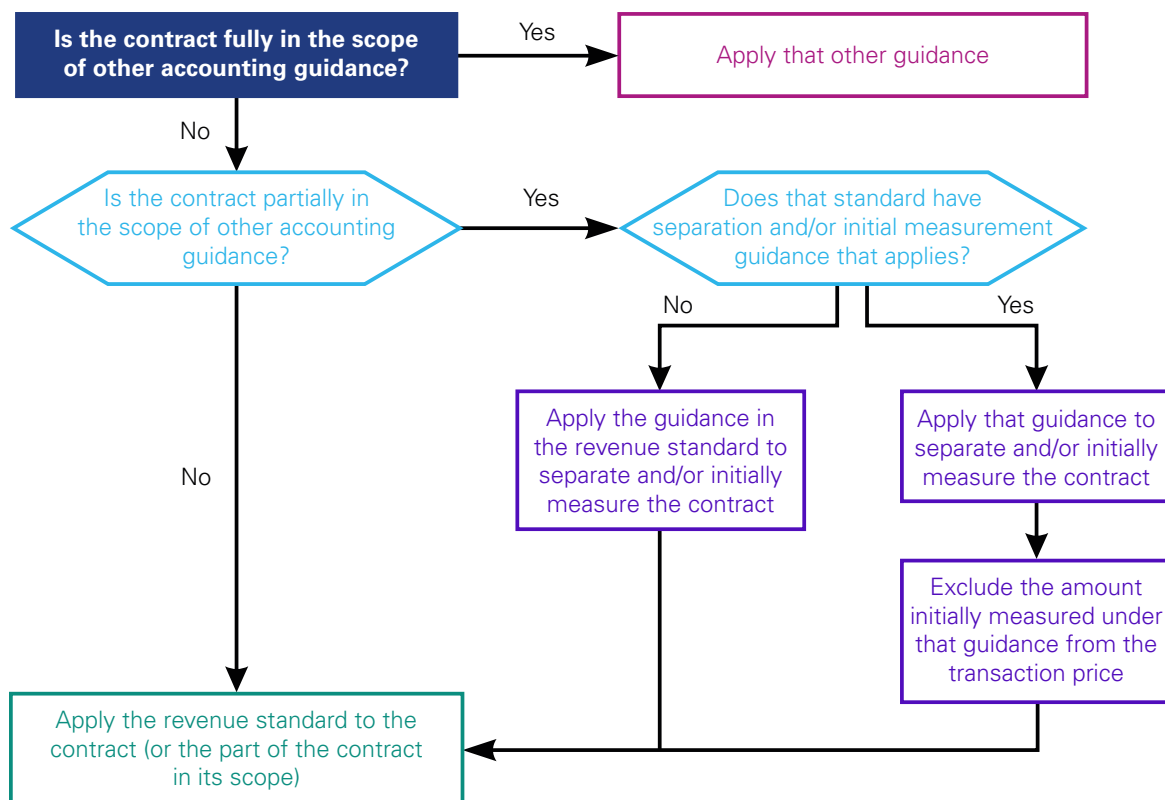 Is the contract fully in the scope
of other accounting guidance?
Yes
Apply that other guidance
No
Is the contract partially in
the scope of other accounting
guidance?
Yes
Does that standard have
separation and/or initial measurement
guidance that applies?
No
Yes
Apply the guidance in
the revenue standard to
separate and/or initially
measure the contract
Apply that guidance to
separate and/or initially
measure the contract
No
Exclude the amount
initially measured under
that guidance from the
transaction price
Apply the revenue standard to the
contract (or the part of the contract
in its scope)